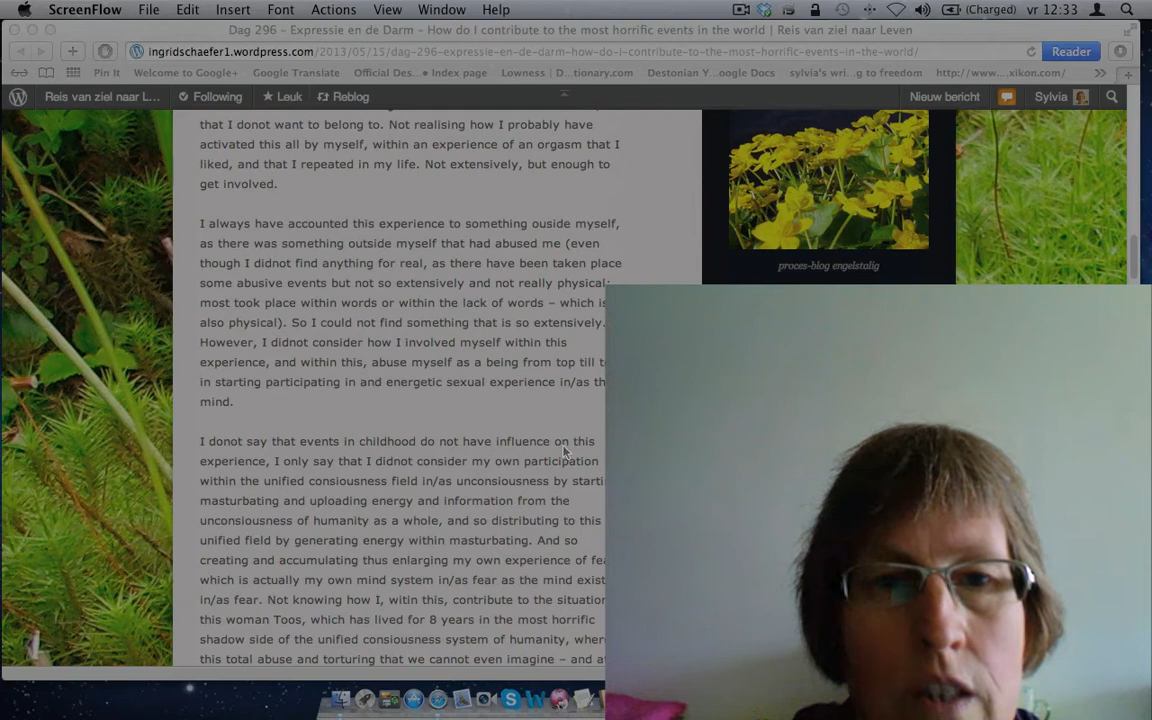 ScreenFlow File Edit Insert Font Actions View Window Help (Charged) vr 12:33
Dag 296 - Expressie en de Darm - How do I contribute to the most horrific events in the world | Reis van ziel naar Leven
ingridschaefer1.wordpress.com/2013/05/15/dag-296-expressie-en-de-darm-how-do-i-contribute-to-the-most-horrific-events-in-the-world/ Reader
Pin It Welcome to Google+ Google Translate Official Des...● Index page Lowness | D...tionary.com Destonian Y...oogle Docs sylvia's wri...g to freedom http://www....xikon.com/
Reis van ziel naar L... Following Leuk Reblog Nieuw bericht Sylvia
that I donot want to belong to. Not realising how I probably have
activated this all by myself, within an experience of an orgasm that I
liked, and that I repeated in my life. Not extensively, but enough to
get involved.
proces-blog engelstalig
I always have accounted this experience to something ouside myself,
as there was something outside myself that had abused me (even
though I didnot find anything for real, as there have been taken place
some abusive events but not so extensively and not really physical;
most took place within words or within the lack of words – which is
also physical). So I could not find something that is so extensively.
However, I didnot consider how I involved myself within this
experience, and within this, abuse myself as a being from top till
in starting participating in and energetic sexual experience in/as
mind.
I donot say that events in childhood do not have influence on this
experience, I only say that I didnot consider my own participation
within the unified consiousness field in/as unconsiousness by
masturbating and uploading energy and information from the
unconsiousness of humanity as a whole, and so distributing to this
unified field by generating energy within masturbating. And so
creating and accumulating thus enlarging my own experience of
which is actually my own mind system in/as fear as the mind
in/as fear. Not knowing how I, witin this, contribute to the
this woman Toos, which has lived for 8 years in the most horrific
shadow side of the unified consiousness system of humanity,
this total abuse and torturing that we cannot even imagine – and